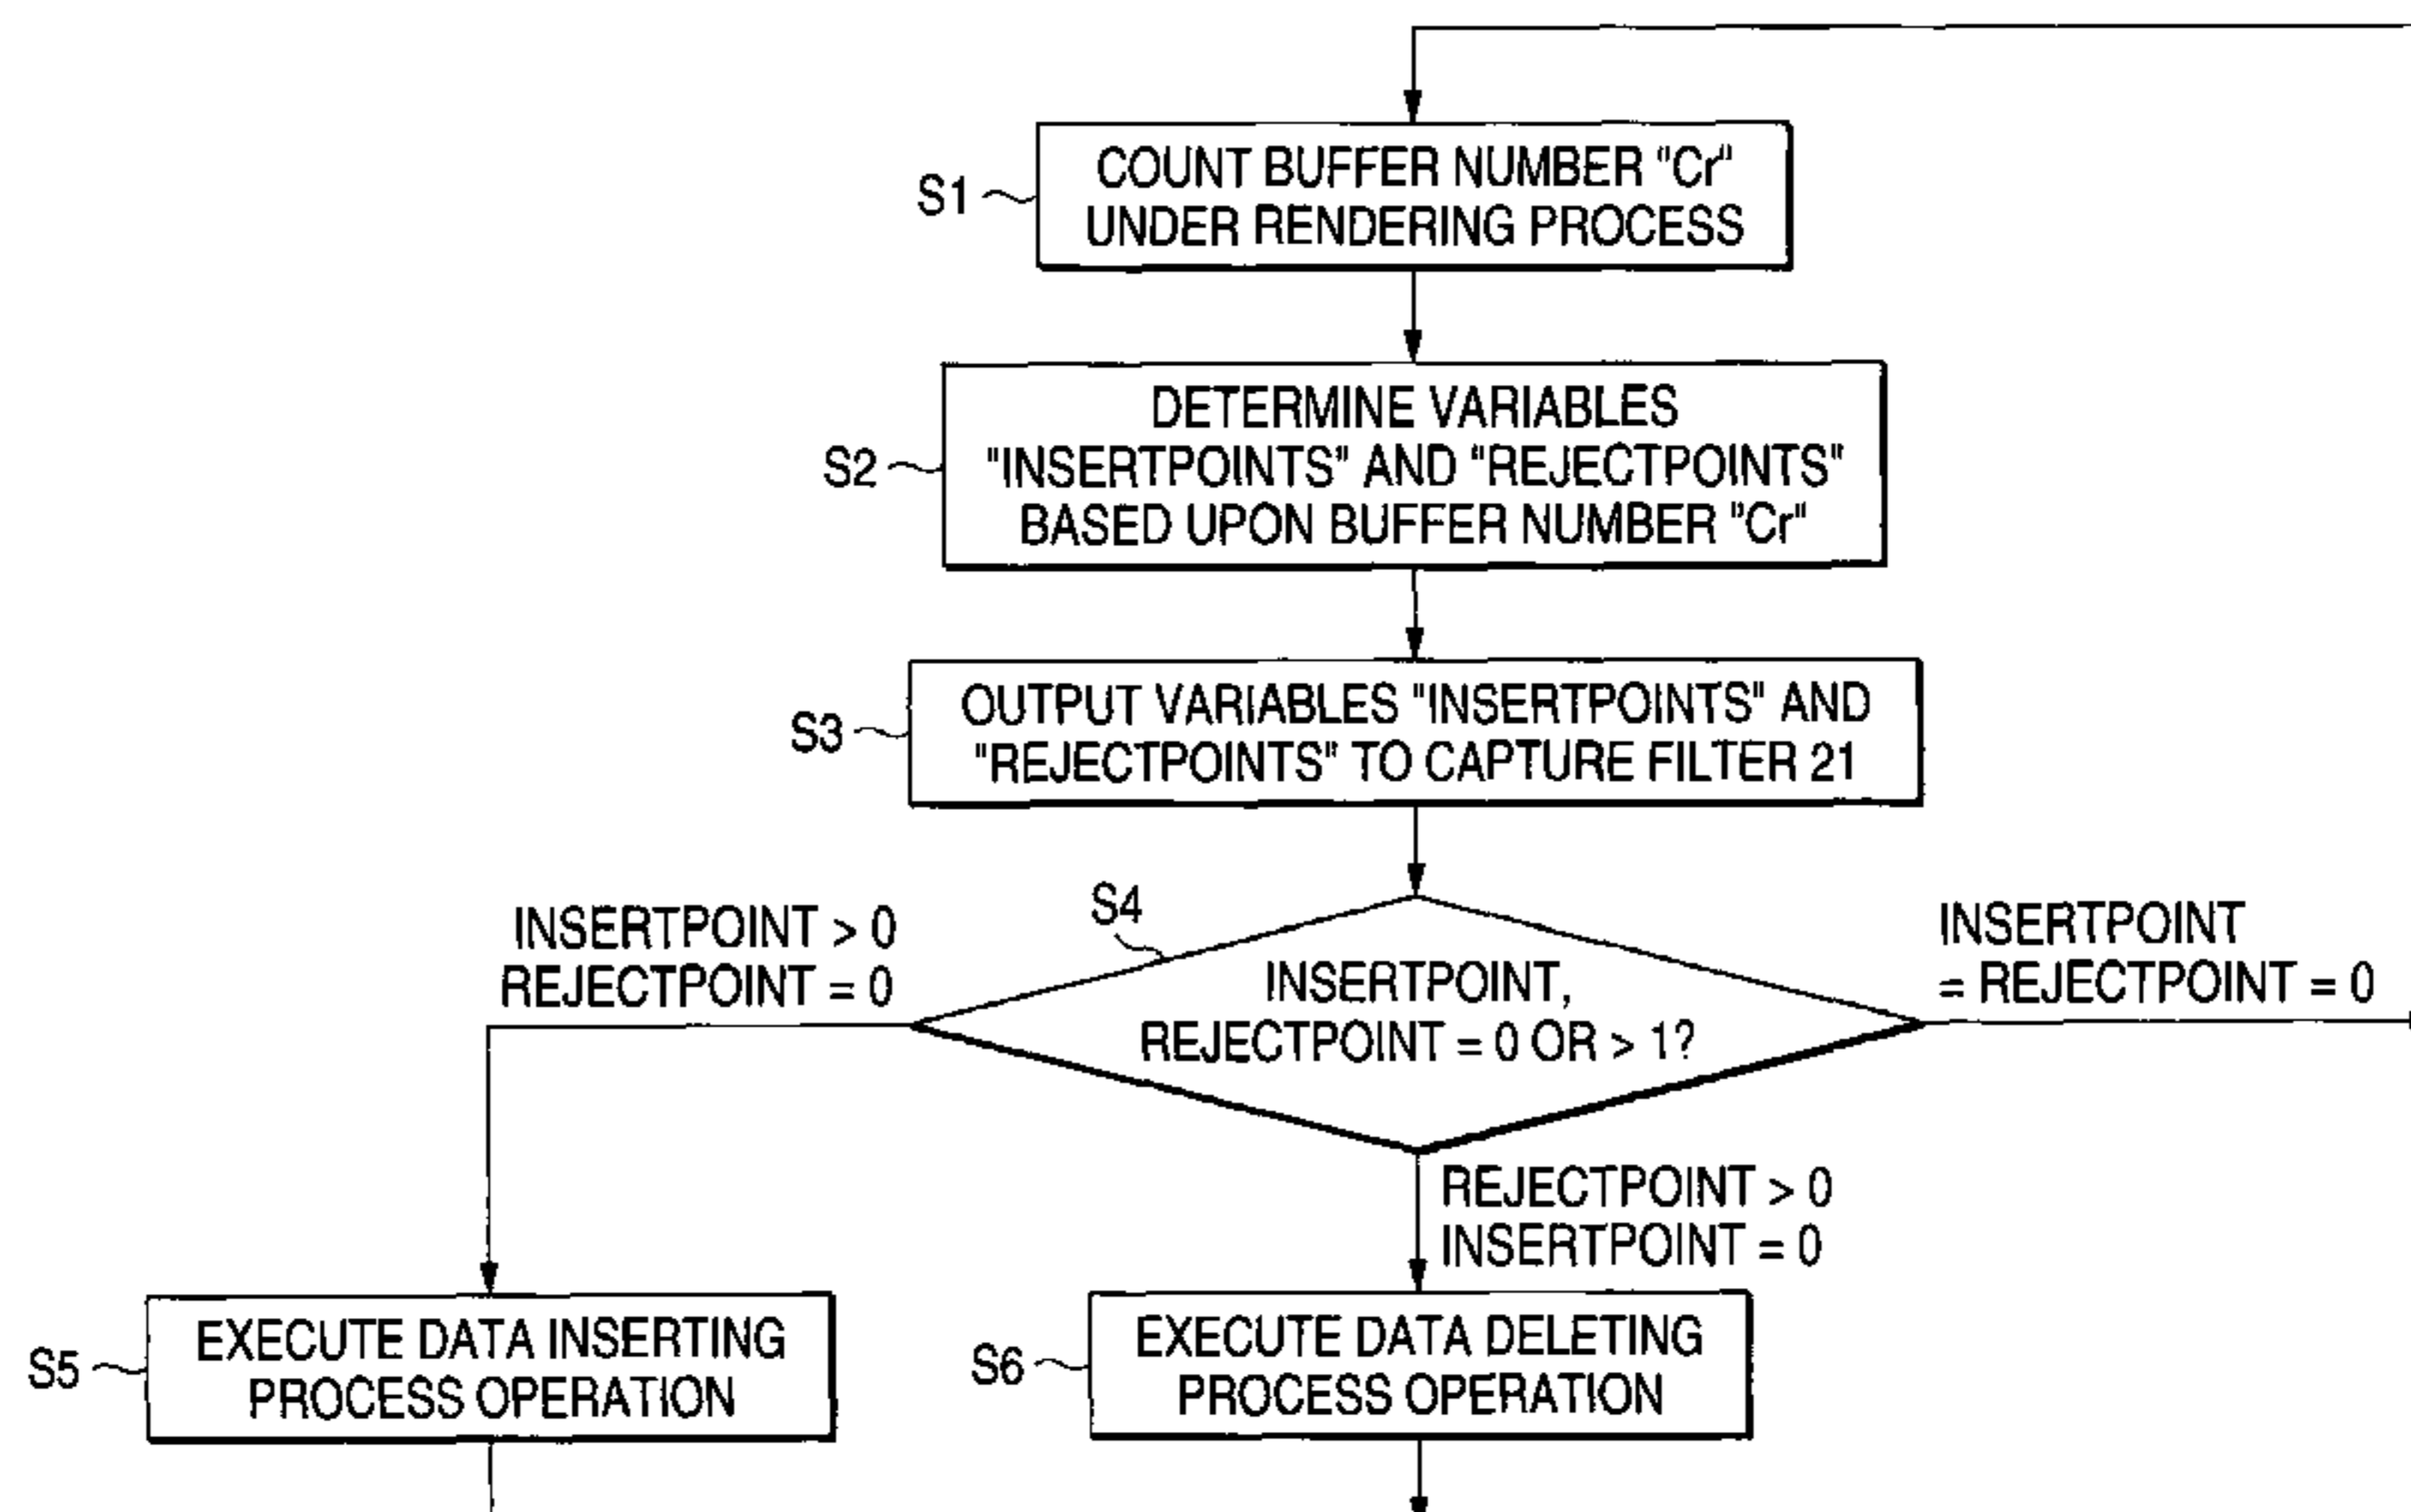 S1
COUNT BUFFER NUMBER "Cr"
UNDER RENDERING PROCESS
S2
DETERMINE VARIABLES
"INSERTPOINTS" AND "REJECTPOINTS"
BASED UPON BUFFER NUMBER "Cr"
S3
OUTPUT VARIABLES "INSERTPOINTS" AND
"REJECTPOINTS" TO CAPTURE FILTER 21
S4
INSERTPOINT,
REJECTPOINT = 0 OR > 1?
INSERTPOINT > 0
REJECTPOINT = 0
INSERTPOINT
= REJECTPOINT = 0
REJECTPOINT > 0
INSERTPOINT = 0
S5
EXECUTE DATA INSERTING
PROCESS OPERATION
S6
EXECUTE DATA DELETING
PROCESS OPERATION